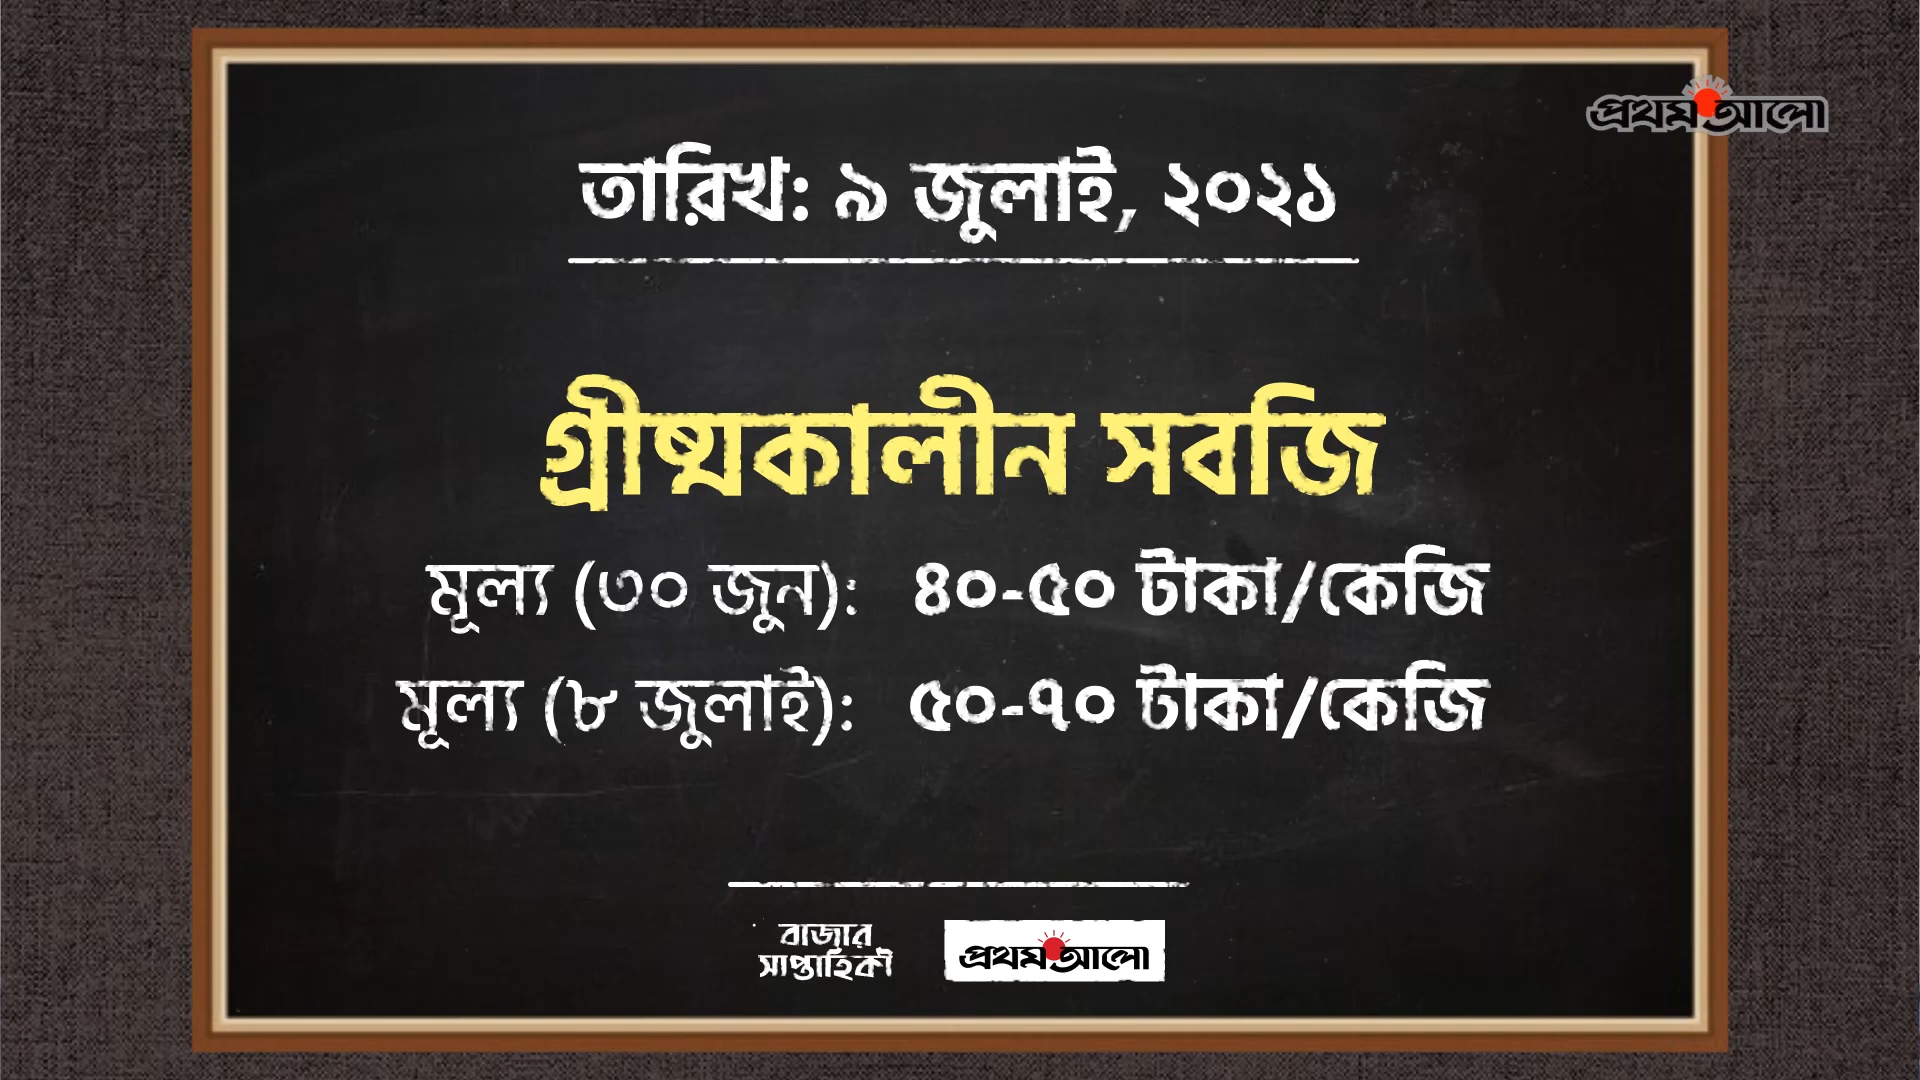 প্রথম আলো
তারিখ: ৯ জুলাই, ২০২১
গ্রীষ্মকালীন সবজি
মূল্য (৩০ জুন): ৪০-৫০ টাকা/কেজি
মূল্য (৮ জুলাই): ৫০-৭০ টাকা/কেজি
বাজার
সাপ্তাহিকী
প্রথম আলো